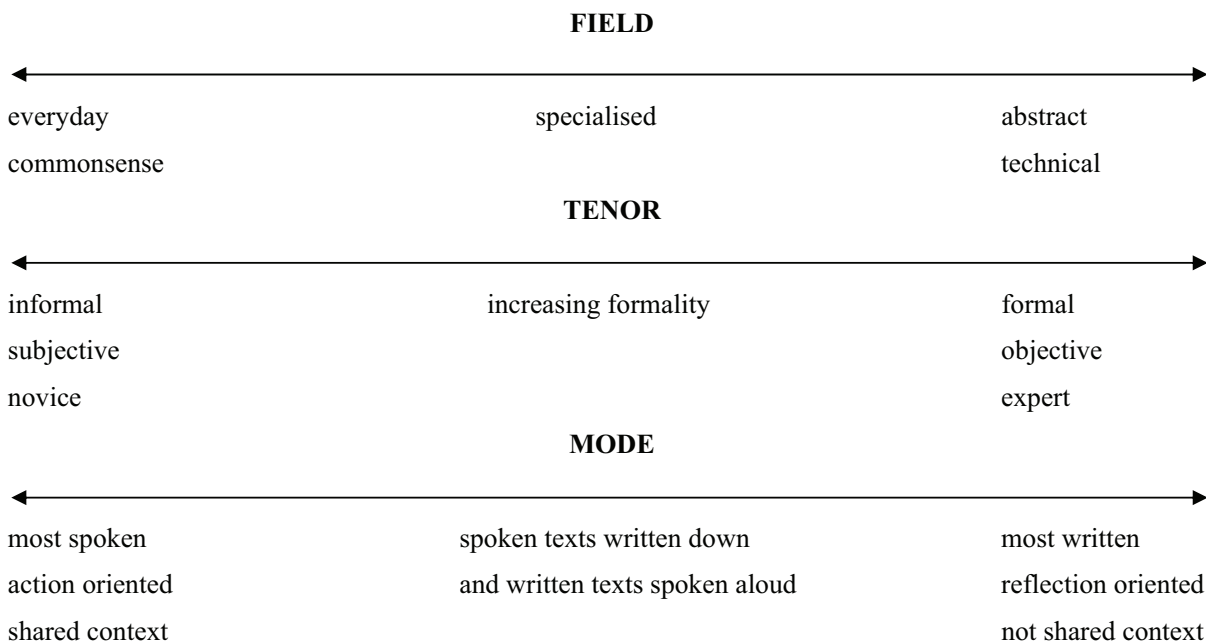 FIELD
everyday specialised abstract
commonsense technical
TENOR
informal increasing formality formal
subjective objective
novice expert
MODE
most spoken spoken texts written down most written
action oriented and written texts spoken aloud reflection oriented
shared context not shared context